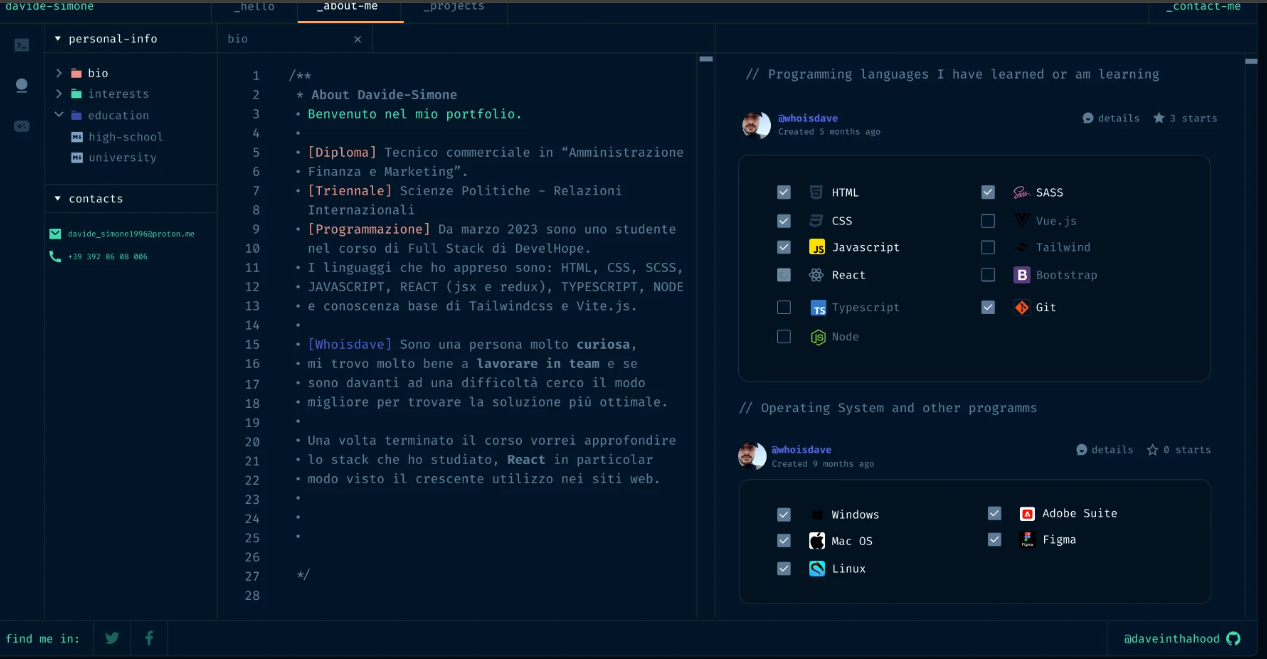 davide-simone
_hello
_about-me
_projects
_contact-me
personal-info
bio
interests
education
high-school
university
contacts
davide_simone1996@proton.me
+39 392 86 08 006
bio ×
1 /**
2 * About Davide-Simone
3 • Benvenuto nel mio portfolio.
4 •
5 • [Diploma] Tecnico commerciale in “Amministrazione
6 • Finanza e Marketing”.
7 • [Triennale] Scienze Politiche - Relazioni
8 Internazionali
9 • [Programmazione] Da marzo 2023 sono uno studente
10 nel corso di Full Stack di DevelHope.
11 • I linguaggi che ho appreso sono: HTML, CSS, SCSS,
12 • JAVASCRIPT, REACT (jsx e redux), TYPESCRIPT, NODE
13 • e conoscenza base di Tailwindcss e Vite.js.
14 •
15 • [Whoisdave] Sono una persona molto curiosa,
16 • mi trovo molto bene a lavorare in team e se
17 • sono davanti ad una difficoltà cerco il modo
18 • migliore per trovare la soluzione più ottimale.
19 •
20 • Una volta terminato il corso vorrei approfondire
21 • lo stack che ho studiato, React in particolar
22 • modo visto il crescente utilizzo nei siti web.
23 •
24 •
25 •
26
27 */
28
// Programming languages I have learned or am learning
@whoisdave
Created 5 months ago
details
3 starts
HTML
CSS
JS Javascript
React
TS Typescript
JS Node
Sass SASS
Vue.js
Tailwind
B Bootstrap
Git
// Operating System and other programms
@whoisdave
Created 9 months ago
details
0 starts
Windows
Mac OS
Linux
Adobe Suite
Figma Figma
find me in:
@daveinthahood